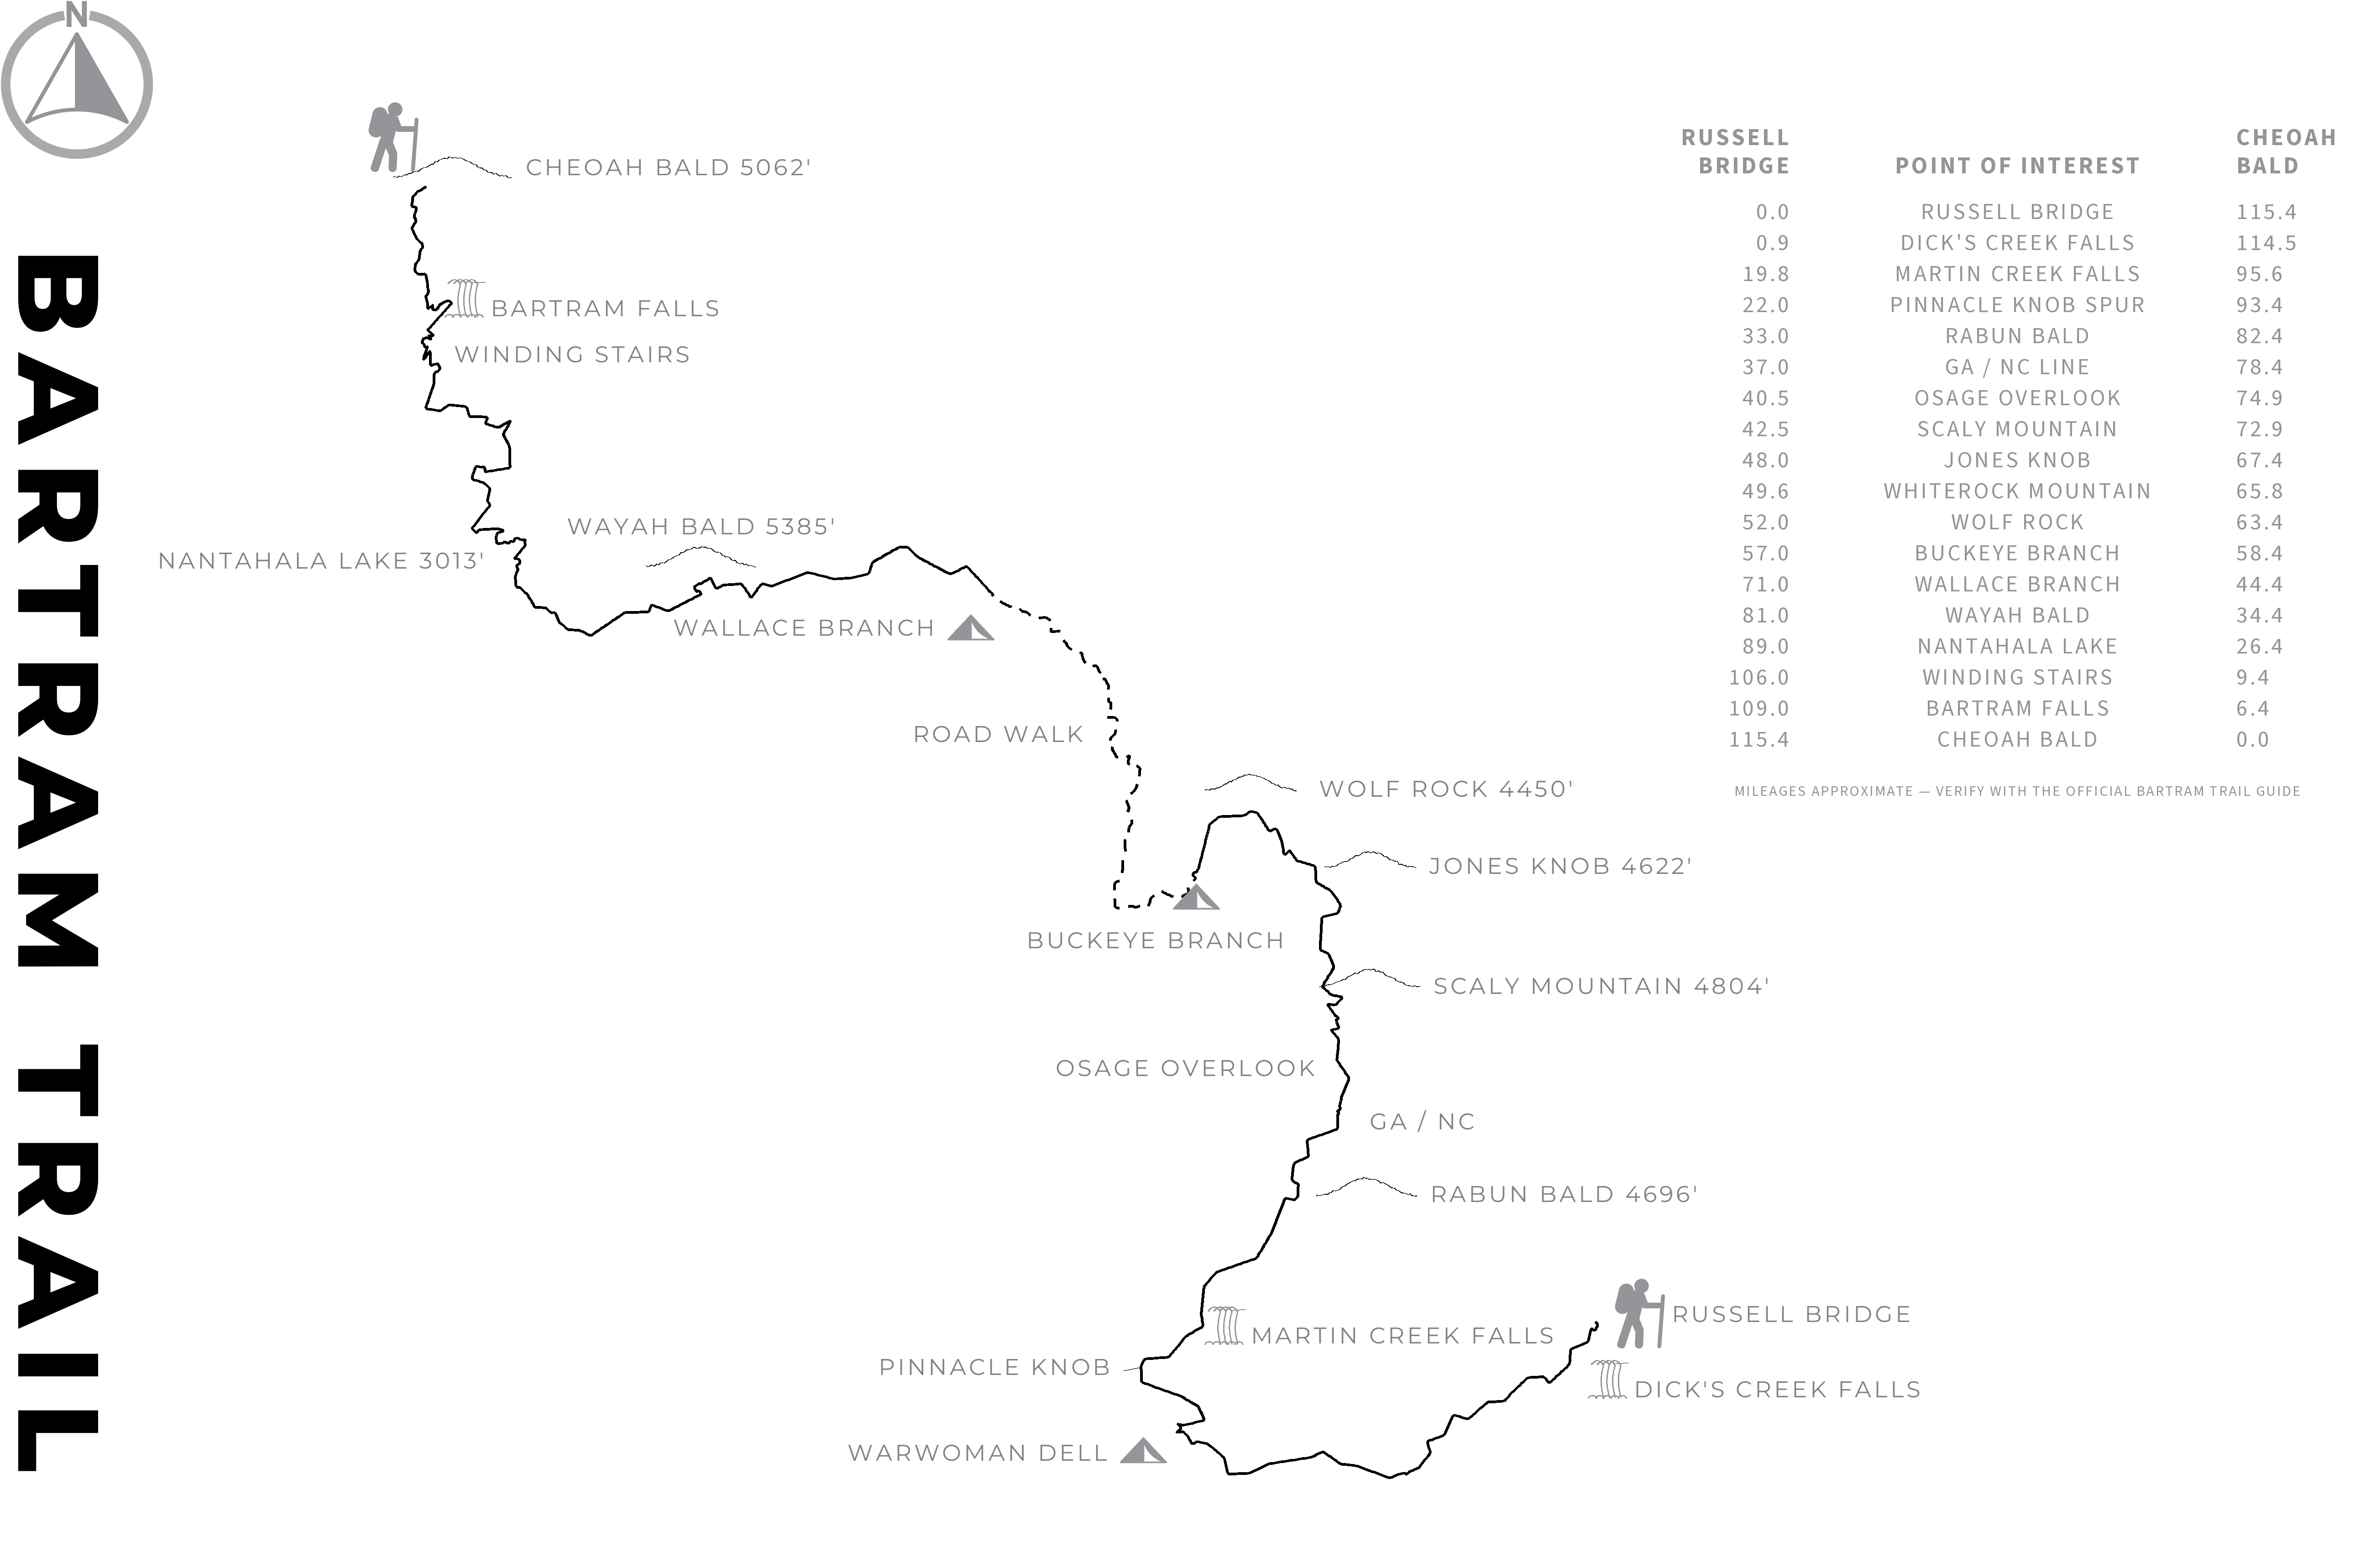 N
BARTRAM TRAIL
CHEOAH BALD 5062'
BARTRAM FALLS
WINDING STAIRS
WAYAH BALD 5385'
NANTAHALA LAKE 3013'
WALLACE BRANCH
ROAD WALK
WOLF ROCK 4450'
JONES KNOB 4622'
BUCKEYE BRANCH
SCALY MOUNTAIN 4804'
OSAGE OVERLOOK
GA / NC
RABUN BALD 4696'
RUSSELL BRIDGE
MARTIN CREEK FALLS
PINNACLE KNOB
DICK'S CREEK FALLS
WARWOMAN DELL
RUSSELL BRIDGE POINT OF INTEREST CHEOAH BALD
0.0 RUSSELL BRIDGE 115.4
0.9 DICK'S CREEK FALLS 114.5
19.8 MARTIN CREEK FALLS 95.6
22.0 PINNACLE KNOB SPUR 93.4
33.0 RABUN BALD 82.4
37.0 GA / NC LINE 78.4
40.5 OSAGE OVERLOOK 74.9
42.5 SCALY MOUNTAIN 72.9
48.0 JONES KNOB 67.4
49.6 WHITEROCK MOUNTAIN 65.8
52.0 WOLF ROCK 63.4
57.0 BUCKEYE BRANCH 58.4
71.0 WALLACE BRANCH 44.4
81.0 WAYAH BALD 34.4
89.0 NANTAHALA LAKE 26.4
106.0 WINDING STAIRS 9.4
109.0 BARTRAM FALLS 6.4
115.4 CHEOAH BALD 0.0
MILEAGES APPROXIMATE — VERIFY WITH THE OFFICIAL BARTRAM TRAIL GUIDE